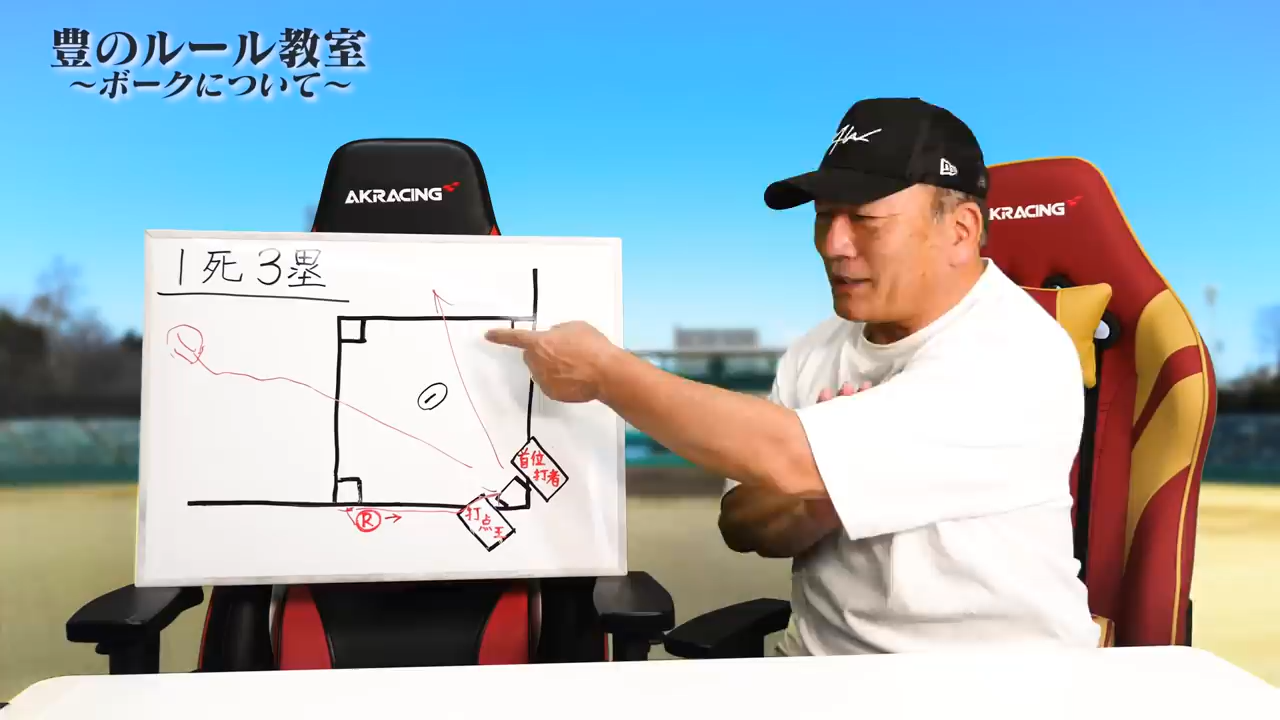 豊のルール教室
～ボークについて～
AKRACING
KRACING
1死3塁
首位
打者
打
点
王
R